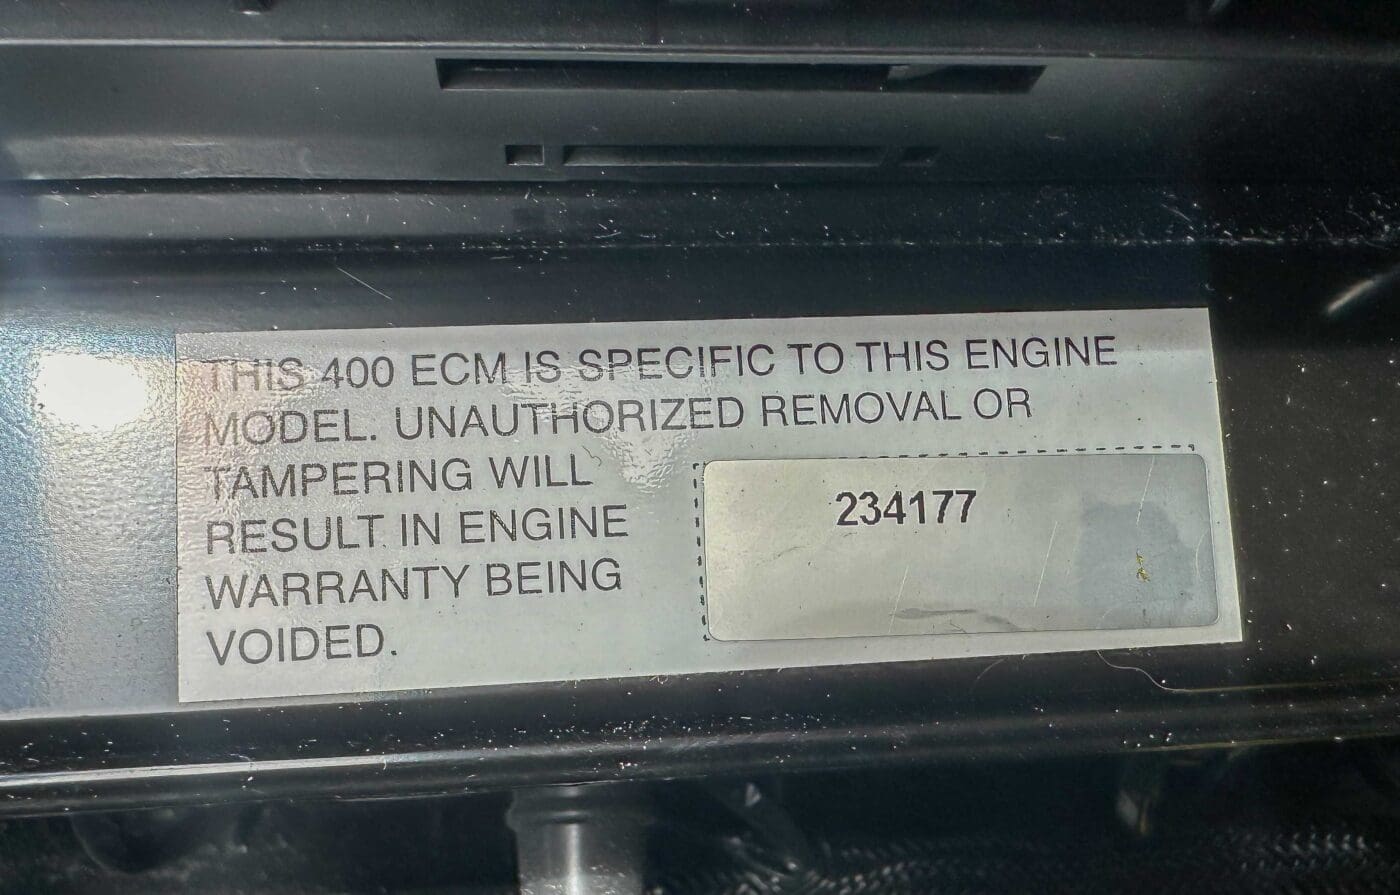 THIS 400 ECM IS SPECIFIC TO THIS ENGINE
MODEL. UNAUTHORIZED REMOVAL OR
TAMPERING WILL
RESULT IN ENGINE
WARRANTY BEING
VOIDED.
234177